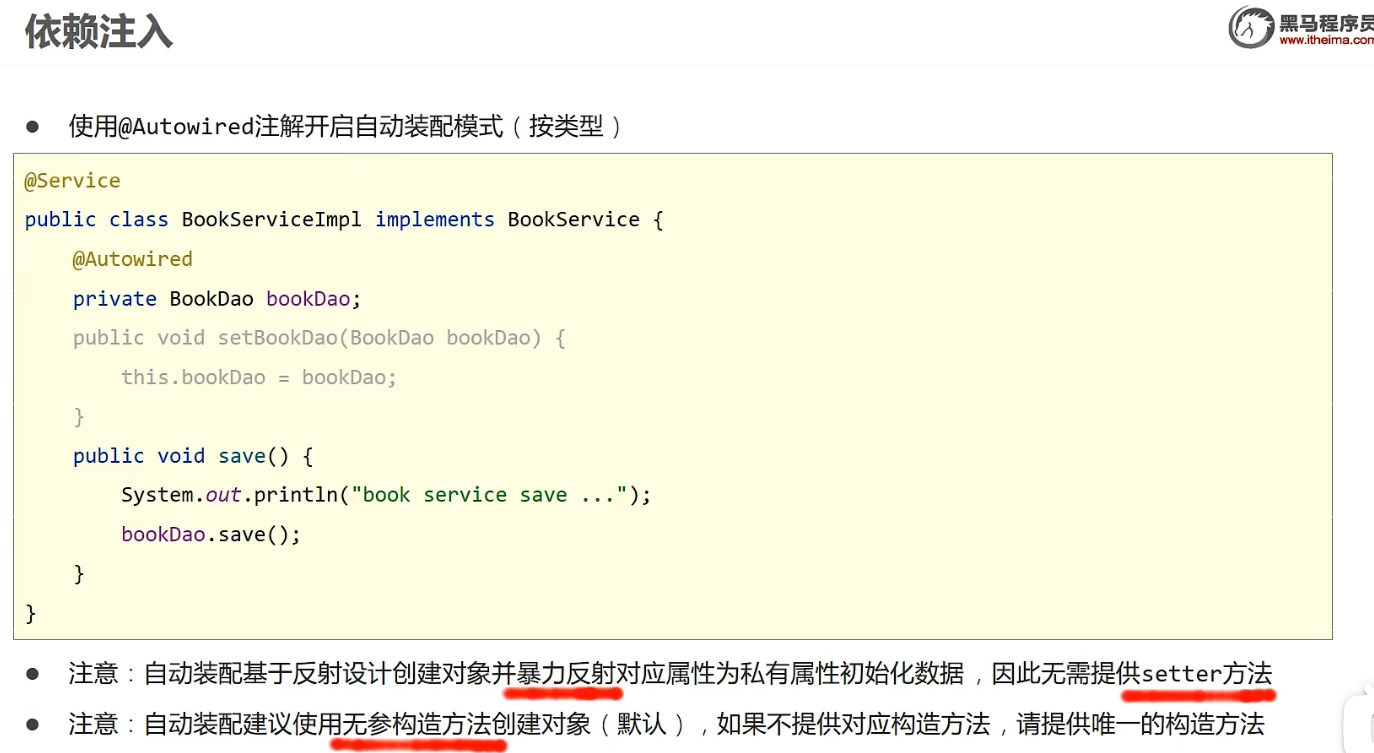 依赖注入
黑马程序员
www.itheima.com
● 使用@Autowired注解开启自动装配模式（按类型）
@Service
public class BookServiceImpl implements BookService {
@Autowired
private BookDao bookDao;
public void setBookDao(BookDao bookDao) {
this.bookDao = bookDao;
}
public void save() {
System.out.println("book service save ...");
bookDao.save();
}
}
● 注意：自动装配基于反射设计创建对象并暴力反射对应属性为私有属性初始化数据，因此无需提供setter方法
● 注意：自动装配建议使用无参构造方法创建对象（默认），如果不提供对应构造方法，请提供唯一的构造方法